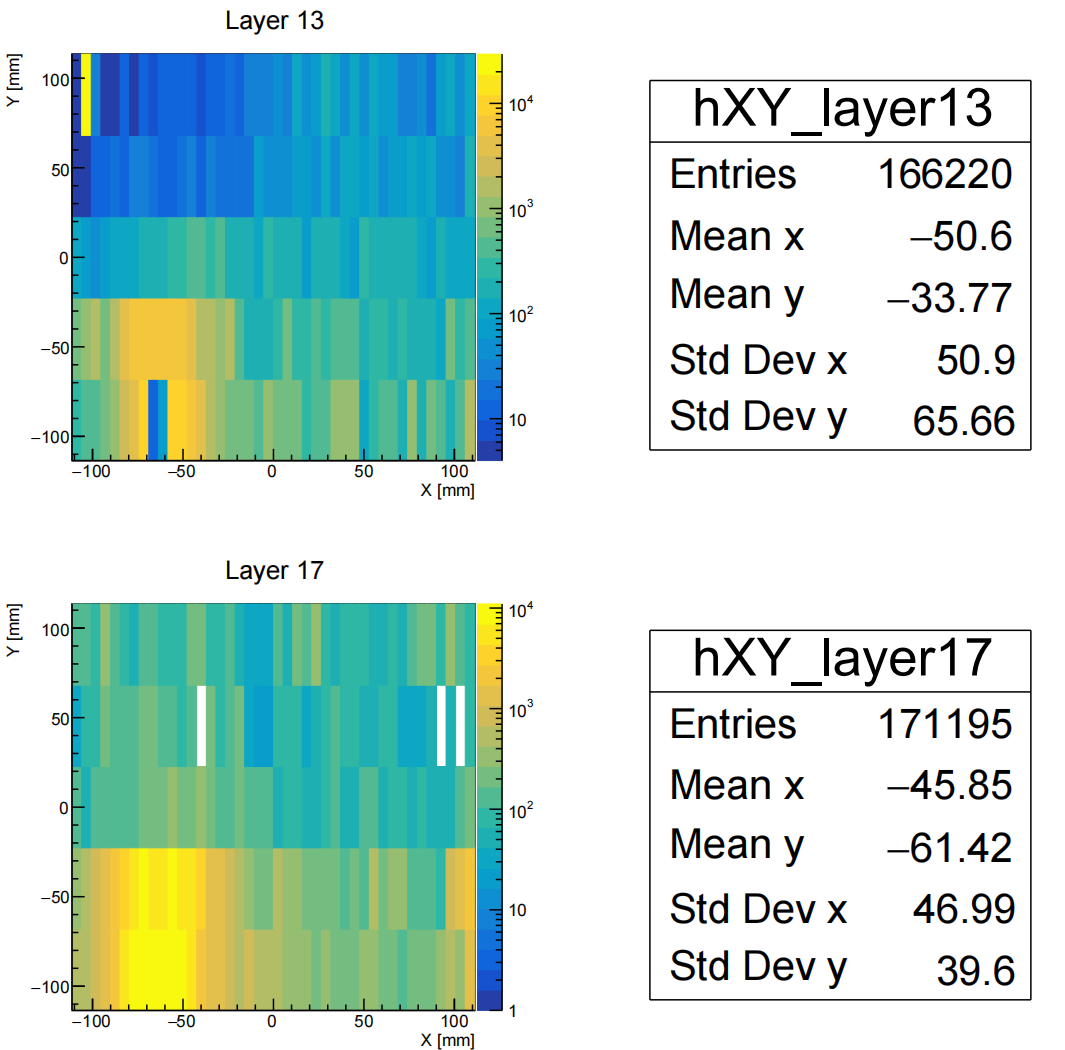 Layer 13
Y [mm]
100
50
0
−50
−100
−100 −50 0 50 100
X [mm]
10⁴
10³
10²
10
hXY_layer13
Entries 166220
Mean x −50.6
Mean y −33.77
Std Dev x 50.9
Std Dev y 65.66
Layer 17
Y [mm]
100
50
0
−50
−100
−100 −50 0 50 100
X [mm]
10⁴
10³
10²
10
1
hXY_layer17
Entries 171195
Mean x −45.85
Mean y −61.42
Std Dev x 46.99
Std Dev y 39.6